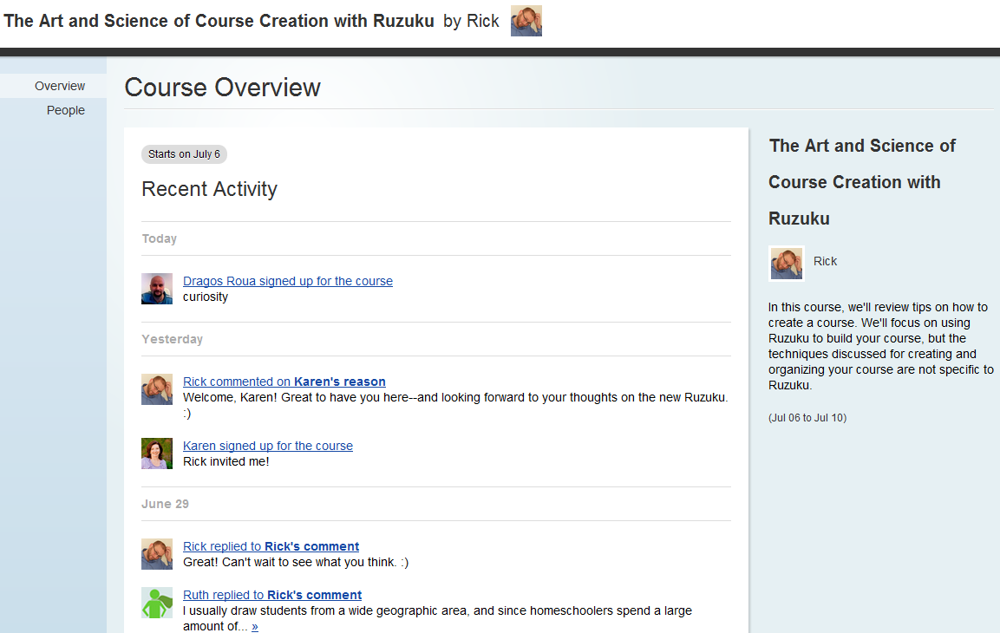 The Art and Science of Course Creation with Ruzuku by Rick
Overview
People
Course Overview
Starts on July 6
Recent Activity
Today
Dragos Roua signed up for the course
curiosity
Yesterday
Rick commented on Karen's reason
Welcome, Karen! Great to have you here--and looking forward to your thoughts on the new Ruzuku.
:)
Karen signed up for the course
Rick invited me!
June 29
Rick replied to Rick's comment
Great! Can't wait to see what you think. :)
Ruth replied to Rick's comment
I usually draw students from a wide geographic area, and since homeschoolers spend a large
amount of... »
The Art and Science of
Course Creation with
Ruzuku
Rick
In this course, we'll review tips on how to
create a course. We'll focus on using
Ruzuku to build your course, but the
techniques discussed for creating and
organizing your course are not specific to
Ruzuku.
(Jul 06 to Jul 10)